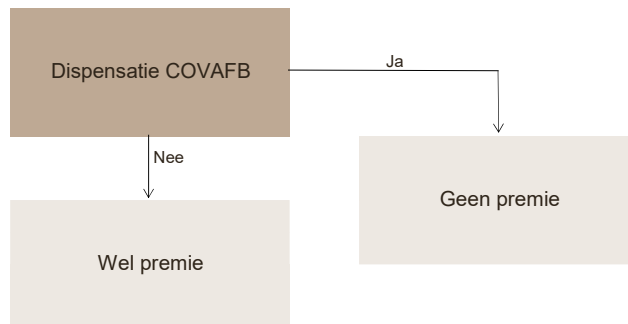 Dispensatie COVAFB
Ja
Nee
Geen premie
Wel premie